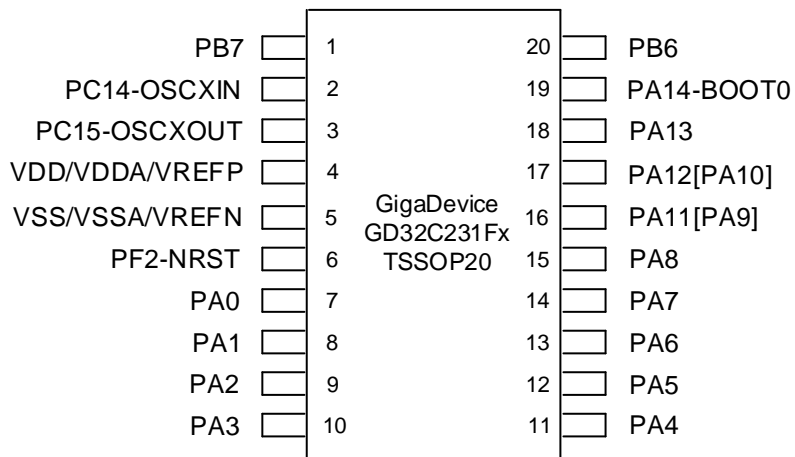 PB7 1 20 PB6
PC14-OSCXIN 2 19 PA14-BOOT0
PC15-OSCXOUT 3 18 PA13
VDD/VDDA/VREFP 4 17 PA12[PA10]
GigaDevice
VSS/VSSA/VREFN 5 16 PA11[PA9]
GD32C231Fx
PF2-NRST 6 TSSOP20 15 PA8
PA0 7 14 PA7
PA1 8 13 PA6
PA2 9 12 PA5
PA3 10 11 PA4